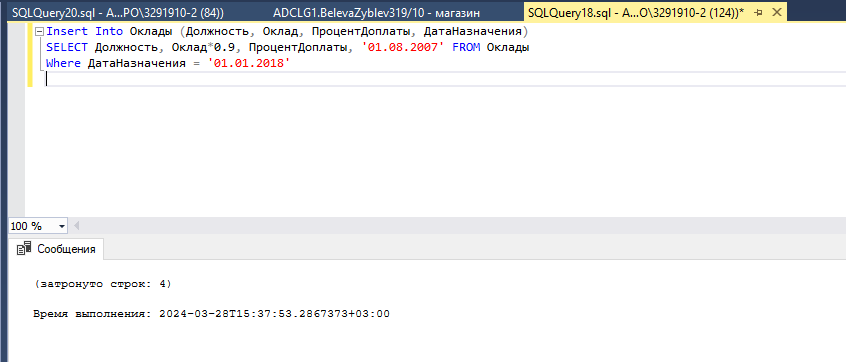 SQLQuery20.sql - A...PO\3291910-2 (84))
ADCLG1.BelevaZyblev319/10 - магазин
SQLQuery18.sql - A...O\3291910-2 (124))*
Insert Into Оклады (Должность, Оклад, ПроцентДоплаты, ДатаНазначения)
SELECT Должность, Оклад*0.9, ПроцентДоплаты, '01.08.2007' FROM Оклады
Where ДатаНазначения = '01.01.2018'
100 %
Сообщения
(затронуто строк: 4)
Время выполнения: 2024-03-28T15:37:53.2867373+03:00